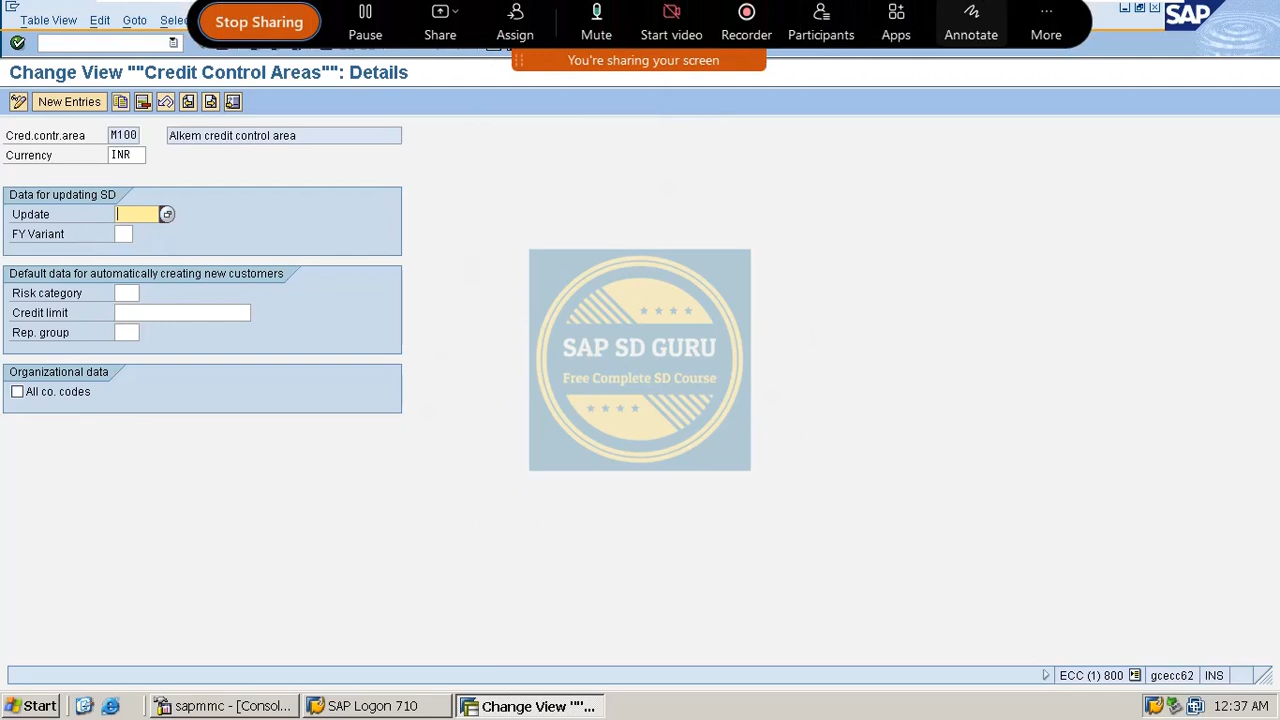 Table View Edit Goto
Stop Sharing
Pause
Share
Assign
Mute
Stop Sharing
Start video
Recorder
Participants
Apps
Annotate
More
SAP
You're sharing your screen
Change View ""Credit Control Areas"": Details
New Entries
Cred.contr.area M100 Alkem credit control area
Currency INR
Data for updating SD
Update
FY Variant
Default data for automatically creating new customers
Risk category
Credit limit
Rep. group
Organizational data
All co. codes
SAP SD GURU
Free Complete SD Course
ECC (1) 800 gcecc62 INS
Start sapmmc - [Consol... SAP Logon 710 Change View ""... 12:37 AM